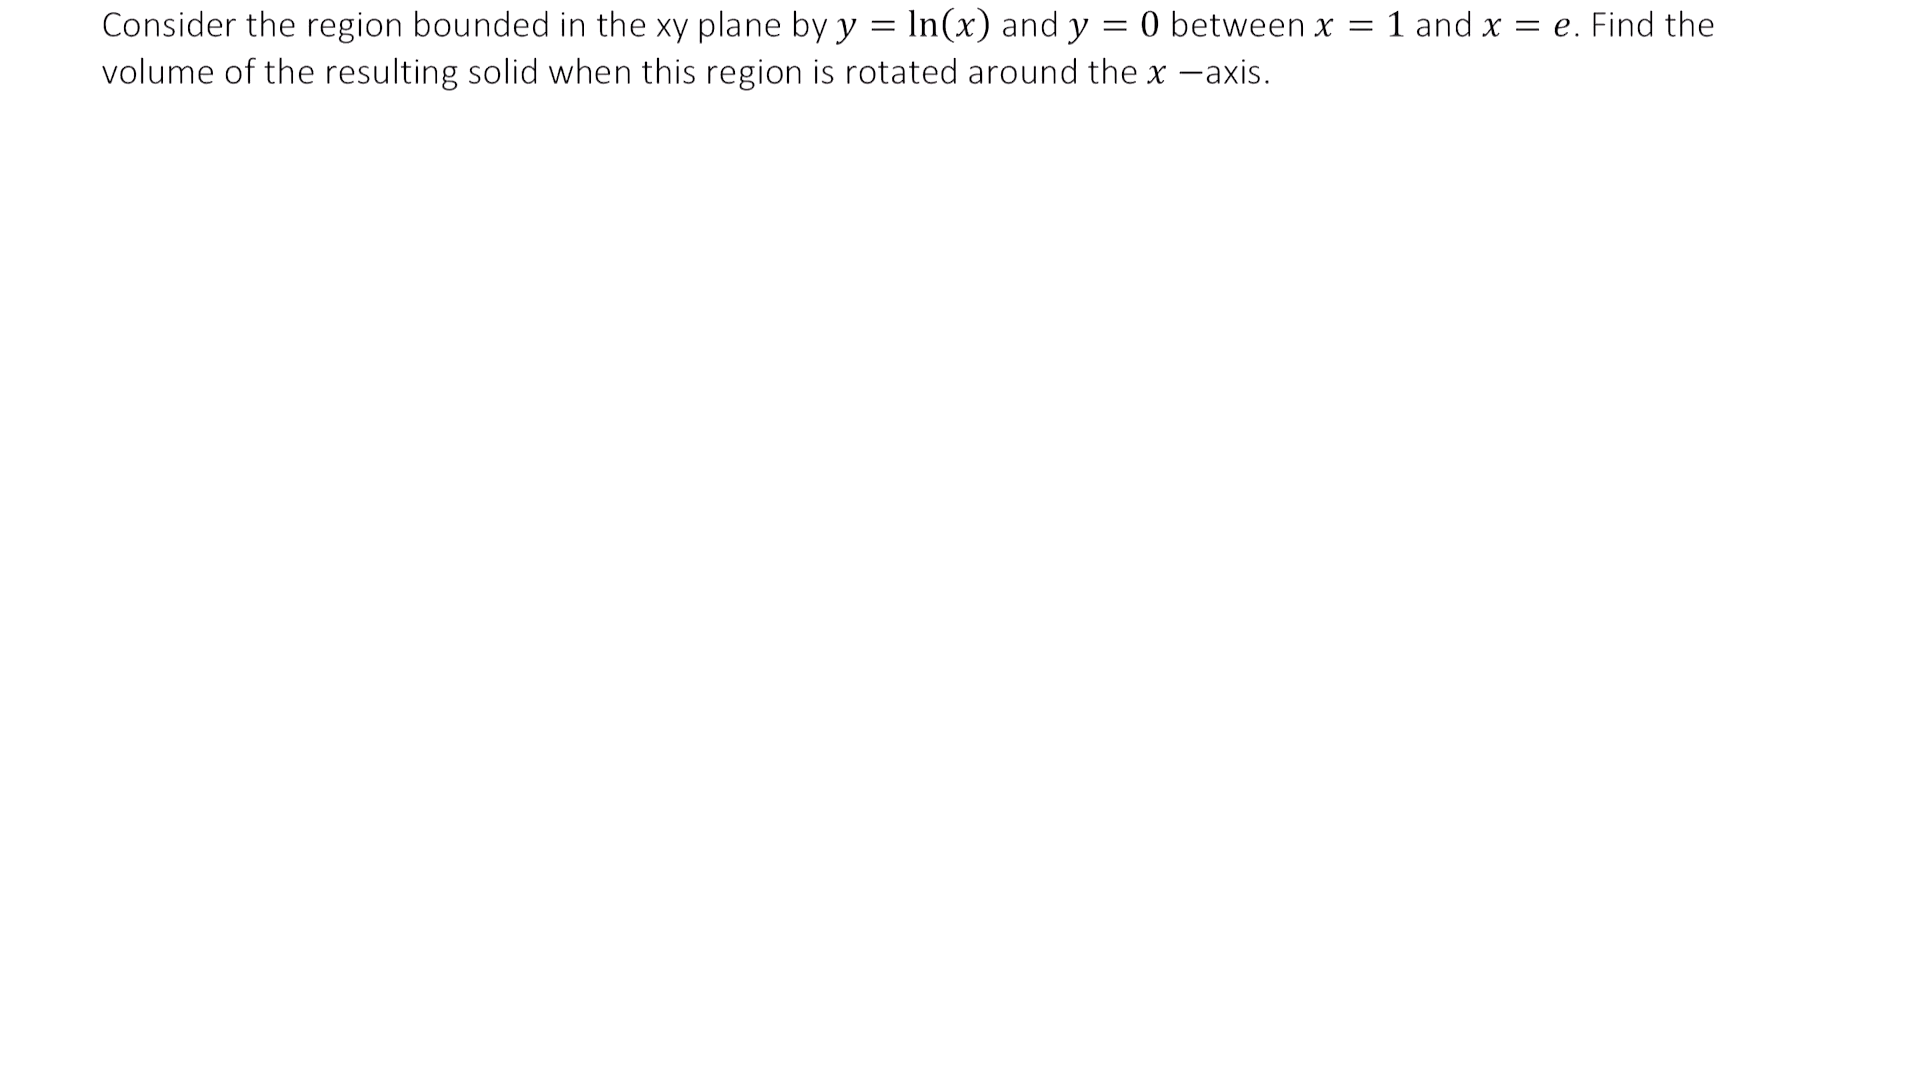 Consider the region bounded in the xy plane by y = ln(x) and y = 0 between x = 1 and x = e. Find the
volume of the resulting solid when this region is rotated around the x −axis.